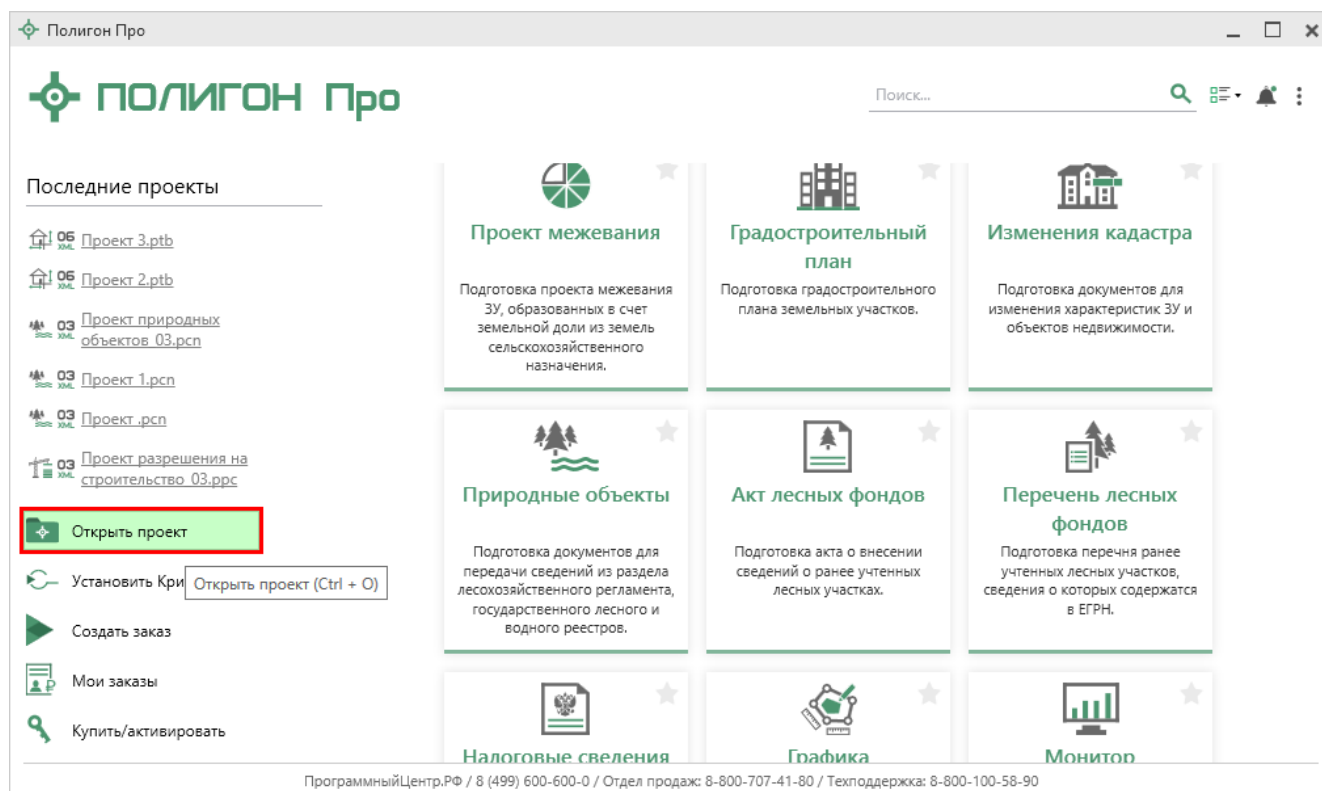 Полигон Про
ПОЛИГОН Про
Поиск...
Последние проекты
06 XML Проект 3.ptb
06 XML Проект 2.ptb
03 XML Проект природных
объектов_03.pcn
03 XML Проект 1.pcn
03 XML Проект .pcn
03 XML Проект разрешения на
строительство_03.ppc
Открыть проект
Установить Кри
Открыть проект (Ctrl + O)
Создать заказ
Мои заказы
Купить/активировать
Проект межевания
Подготовка проекта межевания
ЗУ, образованных в счет
земельной доли из земель
сельскохозяйственного
назначения.
Градостроительный
план
Подготовка градостроительного
плана земельных участков.
Изменения кадастра
Подготовка документов для
изменения характеристик ЗУ и
объектов недвижимости.
Природные объекты
Подготовка документов для
передачи сведений из раздела
лесохозяйственного регламента,
государственного лесного и
водного реестров.
Акт лесных фондов
Подготовка акта о внесении
сведений о ранее учтенных
лесных участках.
Перечень лесных
фондов
Подготовка перечня ранее
учтенных лесных участков,
сведения о которых содержатся
в ЕГРН.
Налоговые сведения
Графика
Монитор
ПрограммныйЦентр.РФ / 8 (499) 600-600-0 / Отдел продаж: 8-800-707-41-80 / Техподдержка: 8-800-100-58-90